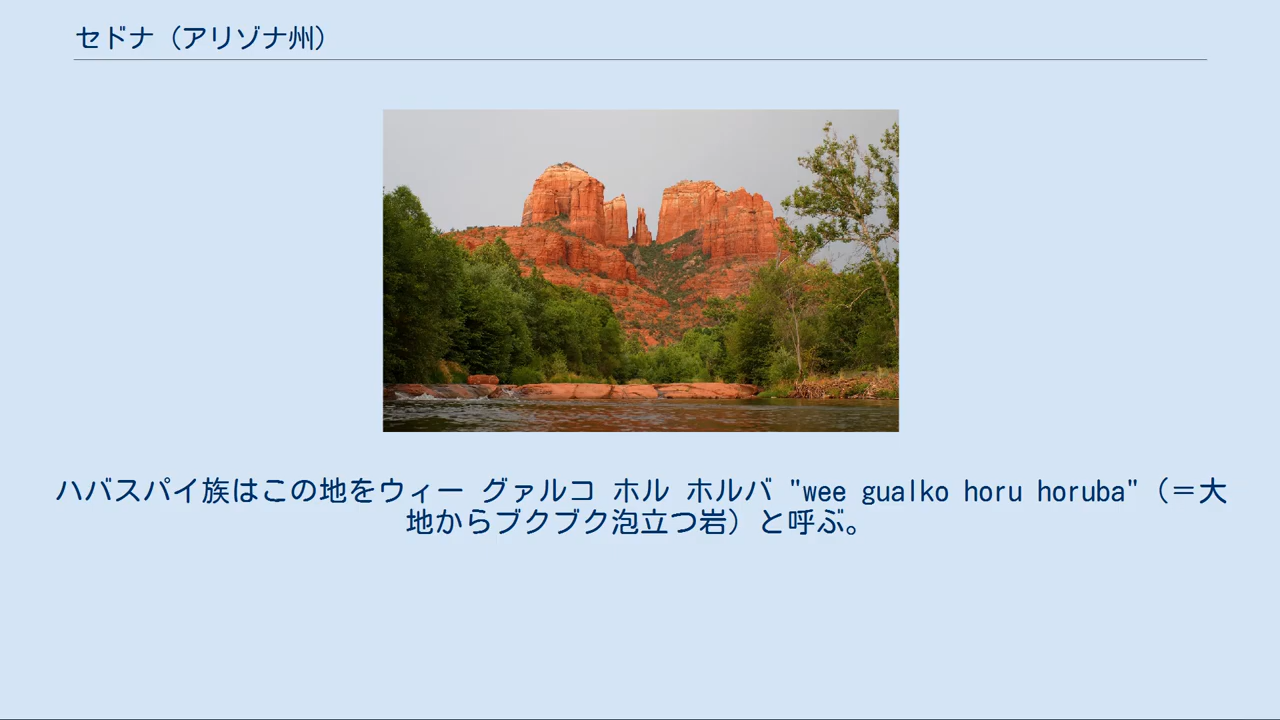 セドナ（アリゾナ州）
ハバスパイ族はこの地をウィー グァルコ ホル ホルバ "wee gualko horu horuba"（＝大
地からブクブク泡立つ岩）と呼ぶ。